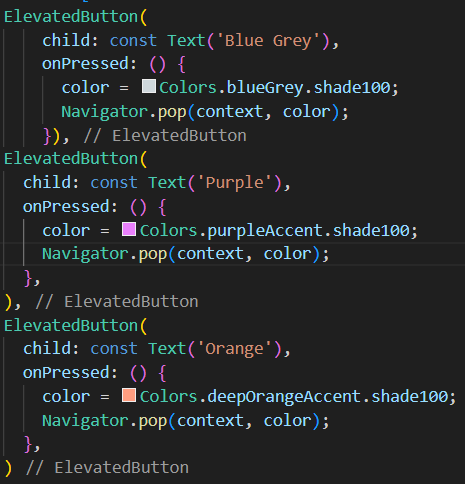 ElevatedButton(
child: const Text('Blue Grey'),
onPressed: () {
color = Colors.blueGrey.shade100;
Navigator.pop(context, color);
}), // ElevatedButton
ElevatedButton(
child: const Text('Purple'),
onPressed: () {
color = Colors.purpleAccent.shade100;
Navigator.pop(context, color);
},
), // ElevatedButton
ElevatedButton(
child: const Text('Orange'),
onPressed: () {
color = Colors.deepOrangeAccent.shade100;
Navigator.pop(context, color);
},
) // ElevatedButton